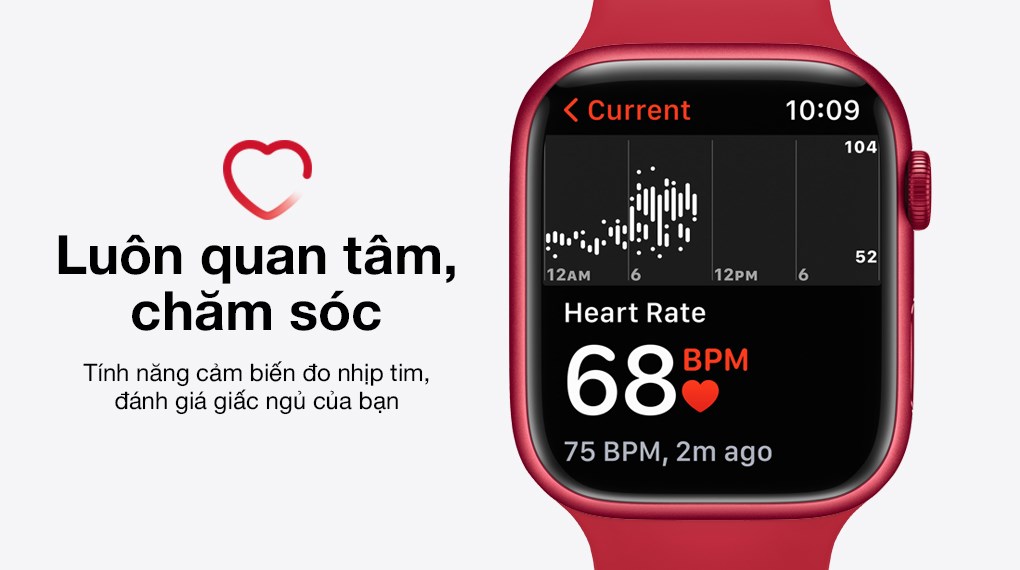 Luôn quan tâm,
chăm sóc
Tính năng cảm biến đo nhịp tim,
đánh giá giấc ngủ của bạn
Current 10:09
104
52
12AM 6 12PM 6
Heart Rate
68 BPM
75 BPM, 2m ago